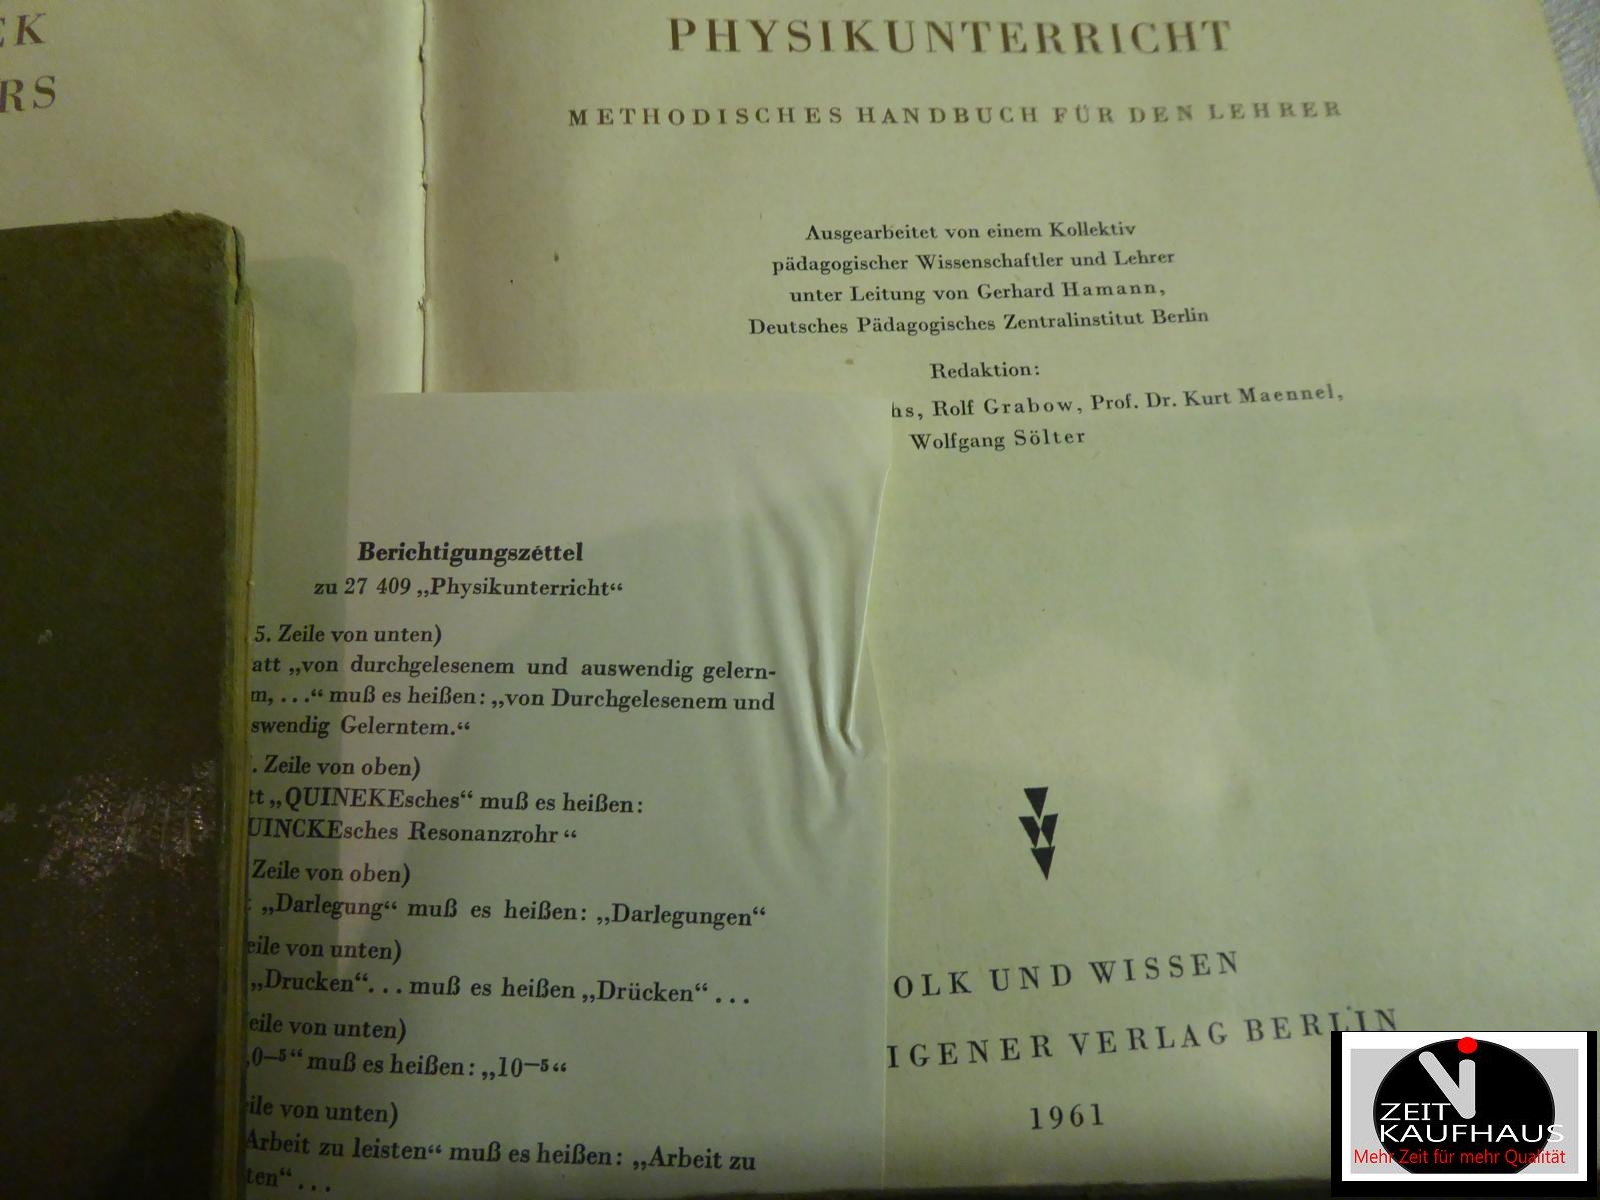 EK
RS
PHYSIKUNTERRICHT
METHODISCHES HANDBUCH FÜR DEN LEHRER
Ausgearbeitet von einem Kollektiv
pädagogischer Wissenschaftler und Lehrer
unter Leitung von Gerhard Hamann,
Deutsches Pädagogisches Zentralinstitut Berlin
Redaktion:
hs, Rolf Grabow, Prof. Dr. Kurt Maennel,
Wolfgang Sölter
Berichtigungszettel
zu 27 409 „Physikunterricht“
5. Zeile von unten)
att „von durchgelesenem und auswendig gelern-
m, . . .“ muß es heißen: „von Durchgelesenem und
swendig Gelerntem.“
. Zeile von oben)
tt „QUINEKEsches“ muß es heißen:
UINCKEsches Resonanzrohr“
Zeile von oben)
„Darlegung“ muß es heißen: „Darlegungen“
eile von unten)
„Drucken“. . . muß es heißen „Drücken“ . . .
eile von unten)
0–⁵“ muß es heißen: „10–⁵“
ile von unten)
Arbeit zu leisten“ muß es heißen: „Arbeit zu
ten“ . . .
OLK UND WISSEN
IGENER VERLAG BERLIN
1961
ZEIT
KAUFHAUS
Mehr Zeit für mehr Qualität